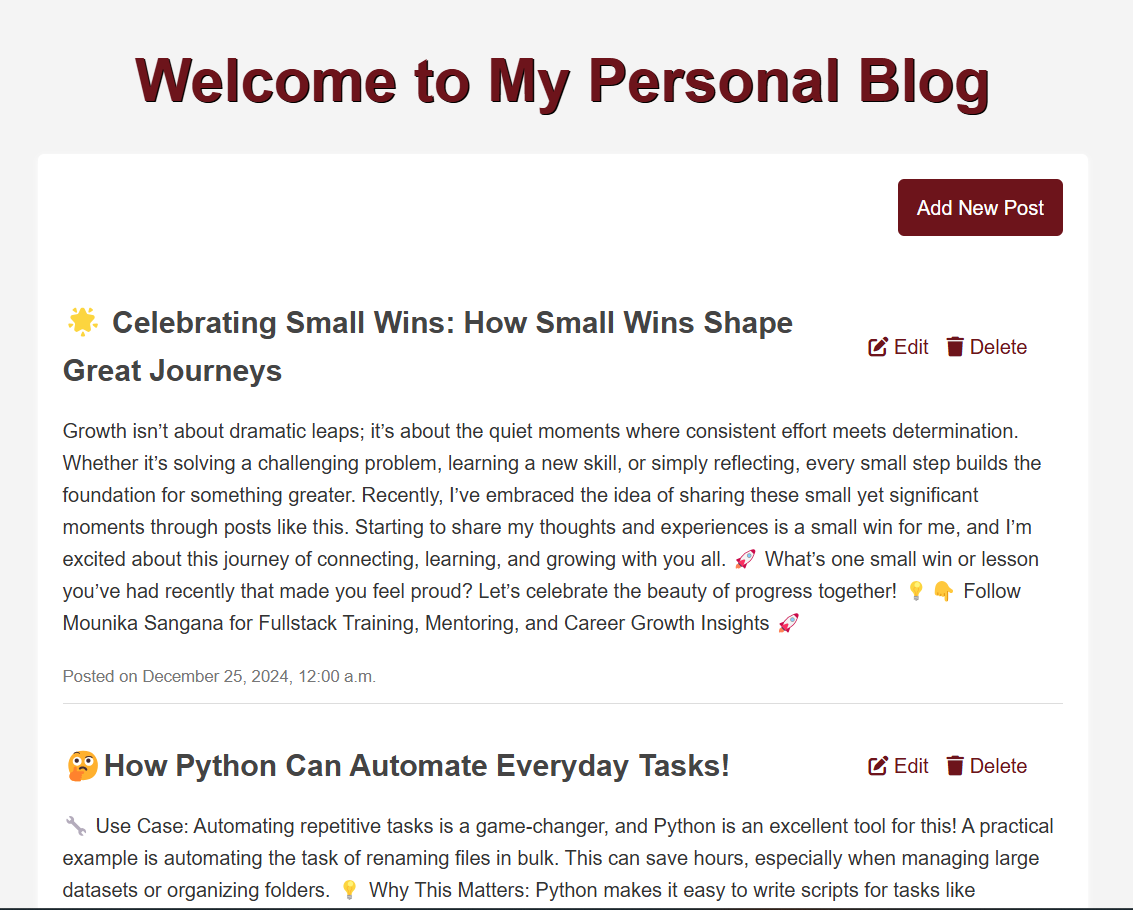 Welcome to My Personal Blog
Add New Post
🌟 Celebrating Small Wins: How Small Wins Shape
Great Journeys
Edit Delete
Growth isn’t about dramatic leaps; it’s about the quiet moments where consistent effort meets determination.
Whether it’s solving a challenging problem, learning a new skill, or simply reflecting, every small step builds the
foundation for something greater. Recently, I’ve embraced the idea of sharing these small yet significant
moments through posts like this. Starting to share my thoughts and experiences is a small win for me, and I’m
excited about this journey of connecting, learning, and growing with you all. 🚀 What’s one small win or lesson
you’ve had recently that made you feel proud? Let’s celebrate the beauty of progress together! 💡 👇 Follow
Mounika Sangana for Fullstack Training, Mentoring, and Career Growth Insights 🚀
Posted on December 25, 2024, 12:00 a.m.
🤔How Python Can Automate Everyday Tasks!
Edit Delete
🔧 Use Case: Automating repetitive tasks is a game-changer, and Python is an excellent tool for this! A practical
example is automating the task of renaming files in bulk. This can save hours, especially when managing large
datasets or organizing folders. 💡 Why This Matters: Python makes it easy to write scripts for tasks like